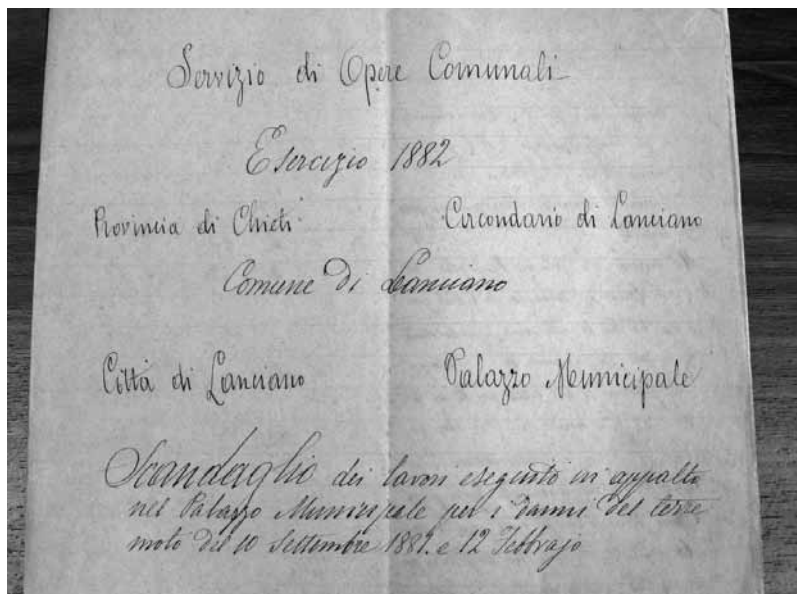 Servizio di Opere Comunali
Esercizio 1882
Provincia di Chieti Circondario di Lanciano
Comune di Lanciano
Città di Lanciano Palazzo Municipale
Scandaglio dei lavori eseguito in appalto
nel Palazzo Municipale per i danni del terre
moto del 10 Settembre 1881. e 12 Febbrajo